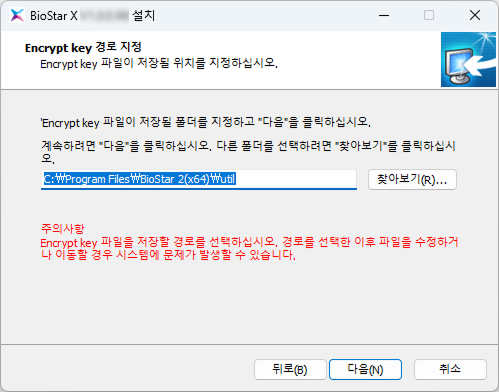 BioStar X 설치
Encrypt key 경로 지정
Encrypt key 파일이 저장될 위치를 지정하십시오.
'Encrypt key 파일이 저장될 폴더를 지정하고 "다음"을 클릭하십시오.
계속하려면 "다음"을 클릭하십시오. 다른 폴더를 선택하려면 "찾아보기"를 클릭하십시
오.
C:₩Program Files₩BioStar 2(x64)₩util
찾아보기(R)...
주의사항
Encrypt key 파일을 저장할 경로를 선택하십시오. 경로를 선택한 이후 파일을 수정하거
나 이동할 경우 시스템에 문제가 발생할 수 있습니다.
뒤로(B)
다음(N)
취소